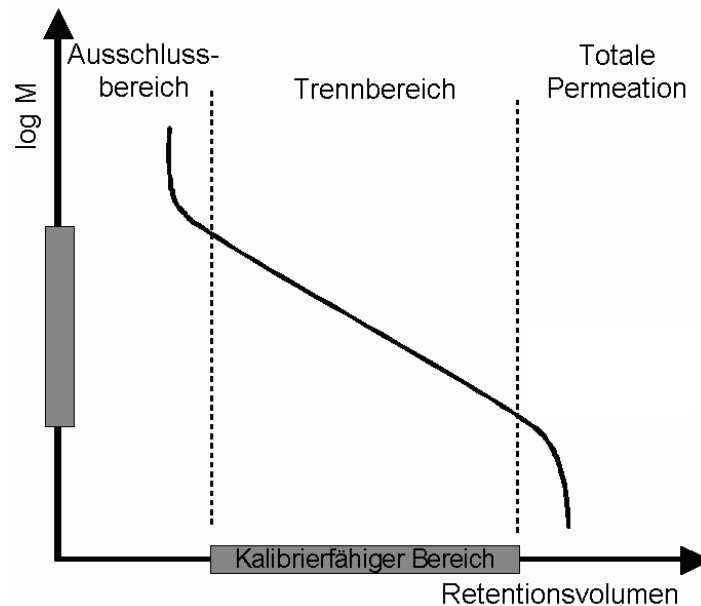 Ausschluss-
bereich
Trennbereich
Totale
Permeation
log M
Kalibrierfähiger Bereich
Retentionsvolumen